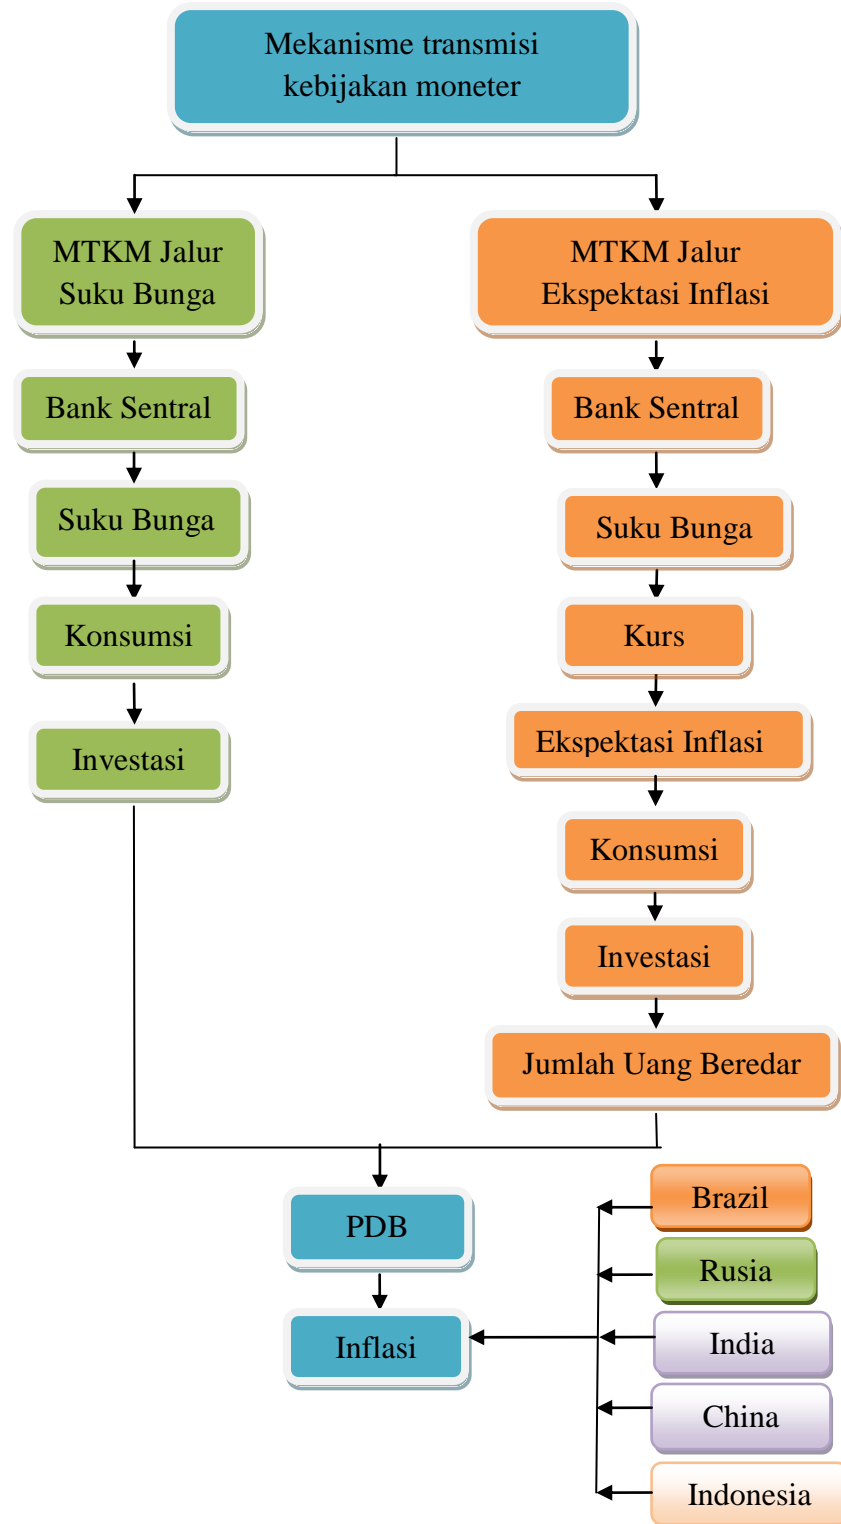 Mekanisme transmisi
kebijakan moneter
MTKM Jalur
Suku Bunga
Bank Sentral
Suku Bunga
Konsumsi
Investasi
MTKM Jalur
Ekspektasi Inflasi
Bank Sentral
Suku Bunga
Kurs
Ekspektasi Inflasi
Konsumsi
Investasi
Jumlah Uang Beredar
PDB
Inflasi
Brazil
Rusia
India
China
Indonesia